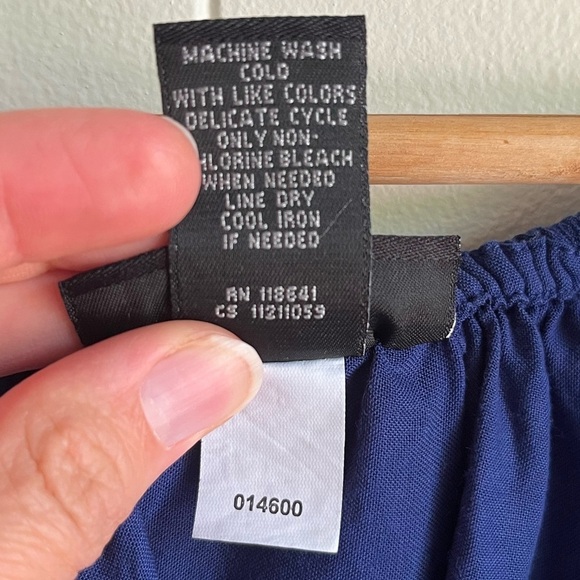 MACHINE WASH
COLD
WITH LIKE COLORS
DELICATE CYCLE
ONLY NON-
HLORINE BLEACH
WHEN NEEDED
LINE DRY
COOL IRON
IF NEEDED
RN 118641
CS 11211059
014600